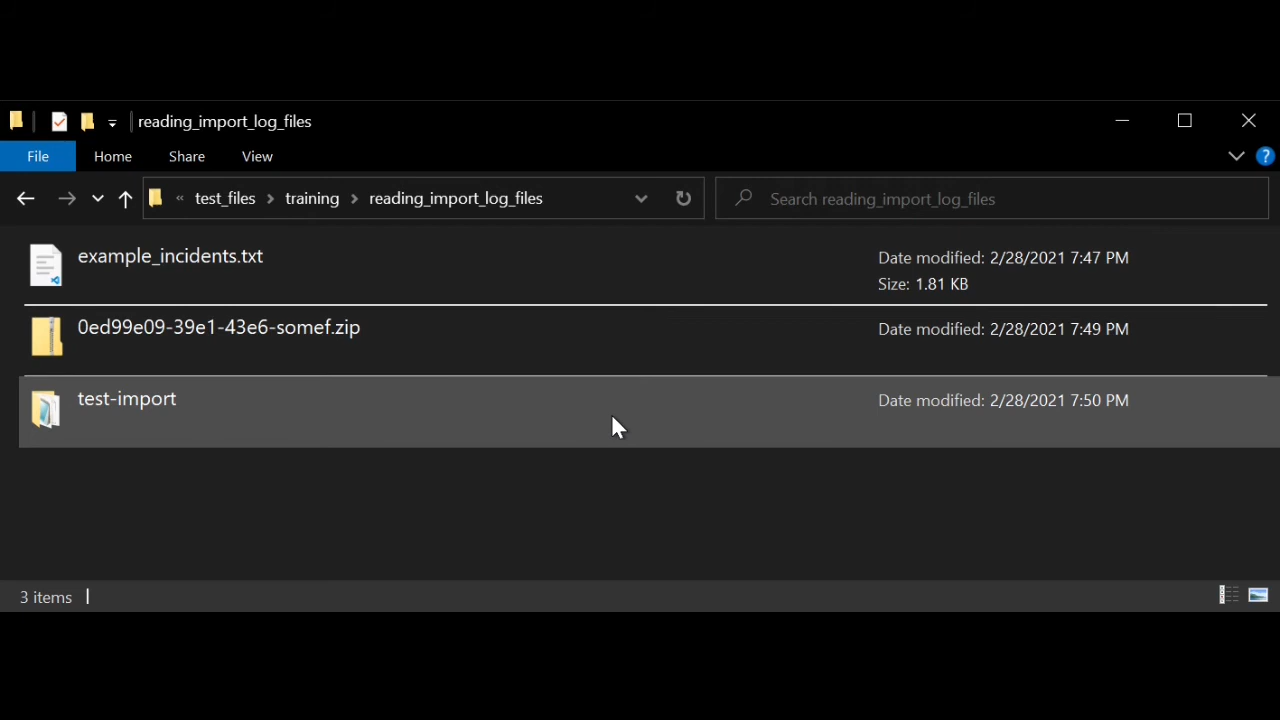 reading_import_log_files
File Home Share View ?
« test_files > training > reading_import_log_files Search reading_import_log_files
example_incidents.txt Date modified: 2/28/2021 7:47 PM
Size: 1.81 KB
0ed99e09-39e1-43e6-somef.zip Date modified: 2/28/2021 7:49 PM
test-import Date modified: 2/28/2021 7:50 PM
3 items